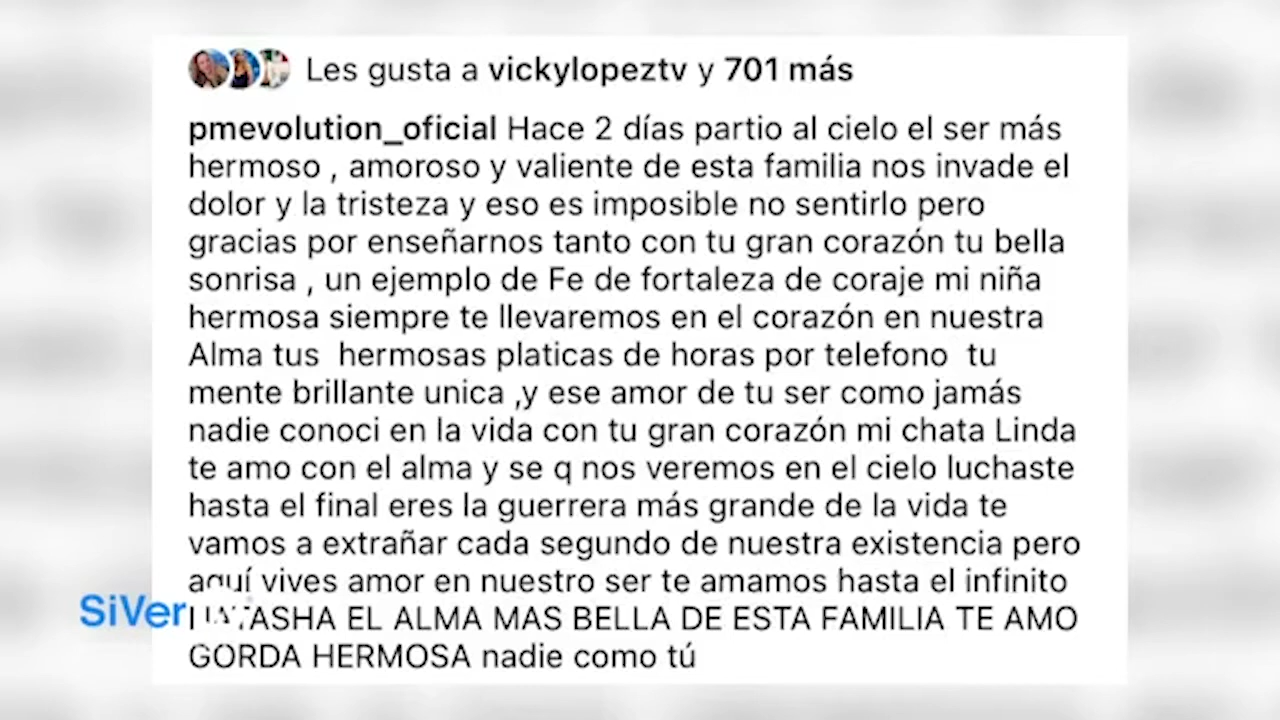 Les gusta a vickylopeztv y 701 más
pmevolution_oficial Hace 2 días partio al cielo el ser más
hermoso , amoroso y valiente de esta familia nos invade el
dolor y la tristeza y eso es imposible no sentirlo pero
gracias por enseñarnos tanto con tu gran corazón tu bella
sonrisa , un ejemplo de Fe de fortaleza de coraje mi niña
hermosa siempre te llevaremos en el corazón en nuestra
Alma tus hermosas platicas de horas por telefono tu
mente brillante unica ,y ese amor de tu ser como jamás
nadie conoci en la vida con tu gran corazón mi chata Linda
te amo con el alma y se q nos veremos en el cielo luchaste
hasta el final eres la guerrera más grande de la vida te
vamos a extrañar cada segundo de nuestra existencia pero
aquí vives amor en nuestro ser te amamos hasta el infinito
EL ALMA MAS BELLA DE ESTA FAMILIA TE AMO
GORDA HERMOSA nadie como tú
SiVer